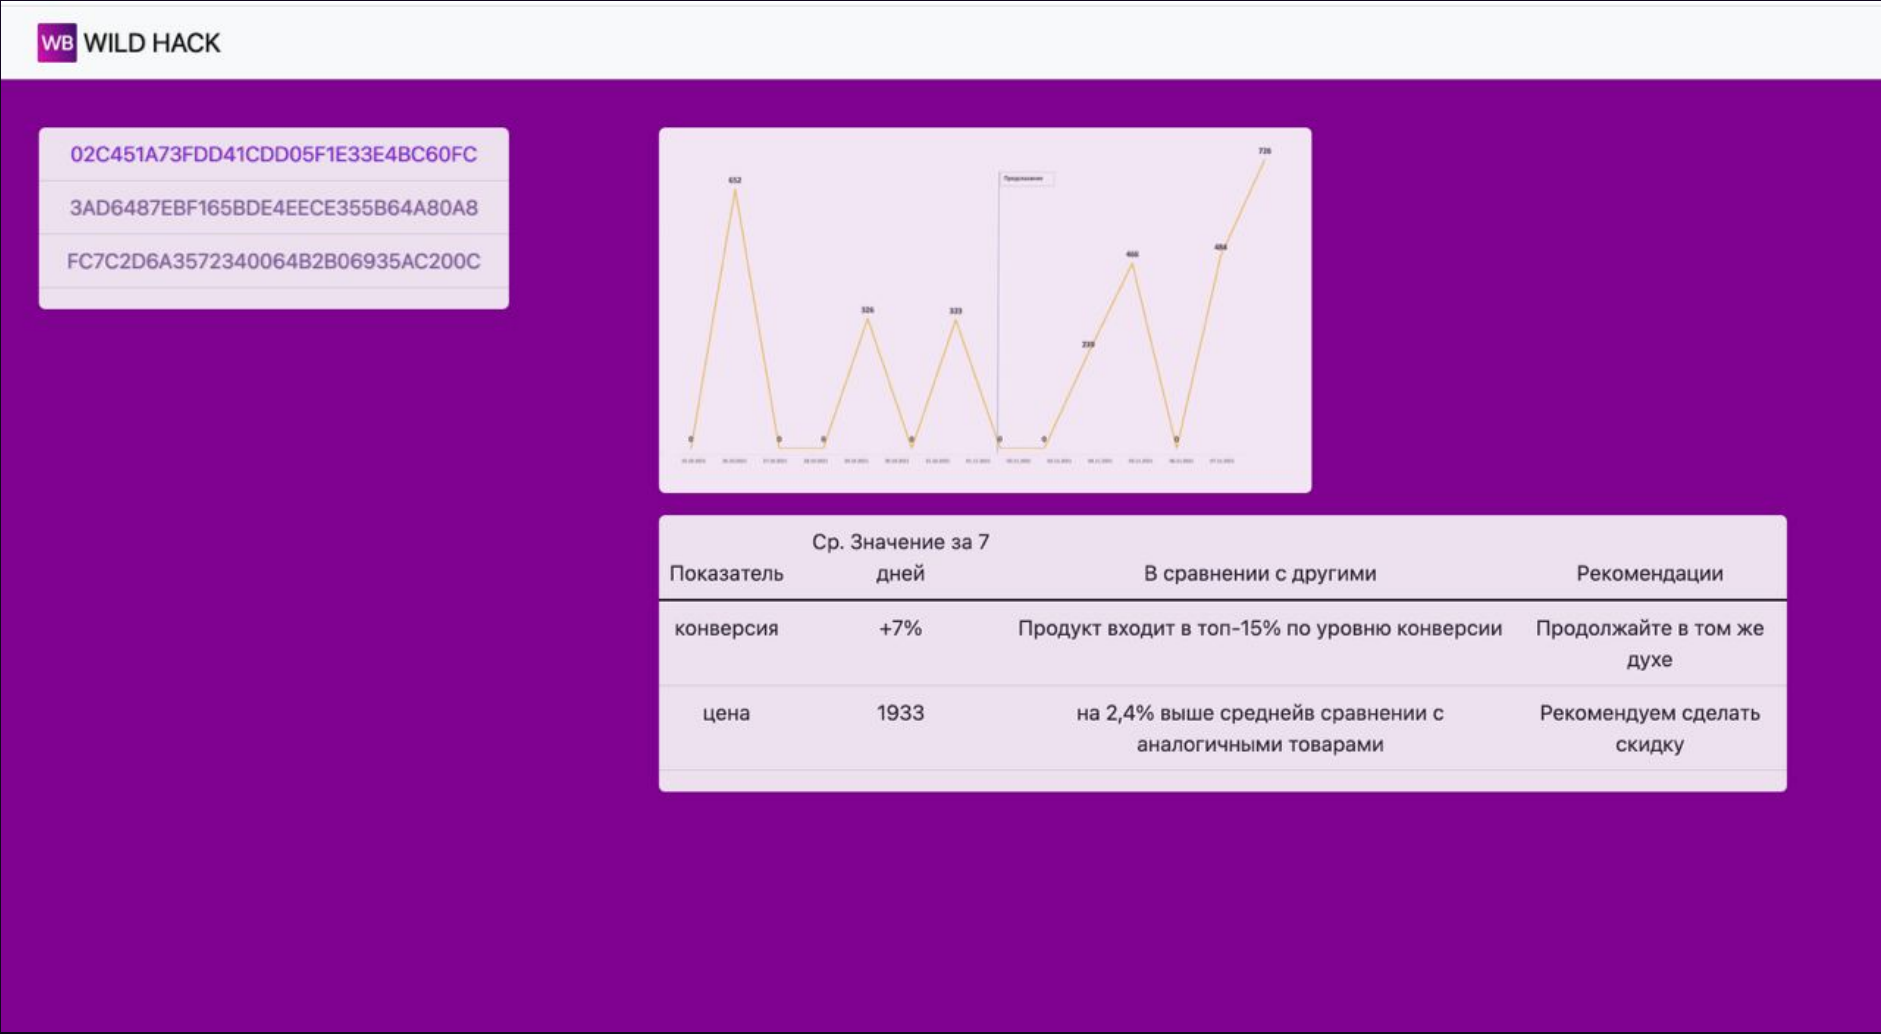 WB WILD HACK
02C451A73FDD41CDD05F1E33E4BC60FC
3AD6487EBF165BDE4EECE355B64A80A8
FC7C2D6A3572340064B2B06935AC200C
726
652
484
466
326
323
0
0
0
0
0
0
0
Показатель
Ср. Значение за 7
дней
В сравнении с другими
Рекомендации
конверсия
+7%
Продукт входит в топ-15% по уровню конверсии
Продолжайте в том же
духе
цена
1933
на 2,4% выше среднейв сравнении с
аналогичными товарами
Рекомендуем сделать
скидку